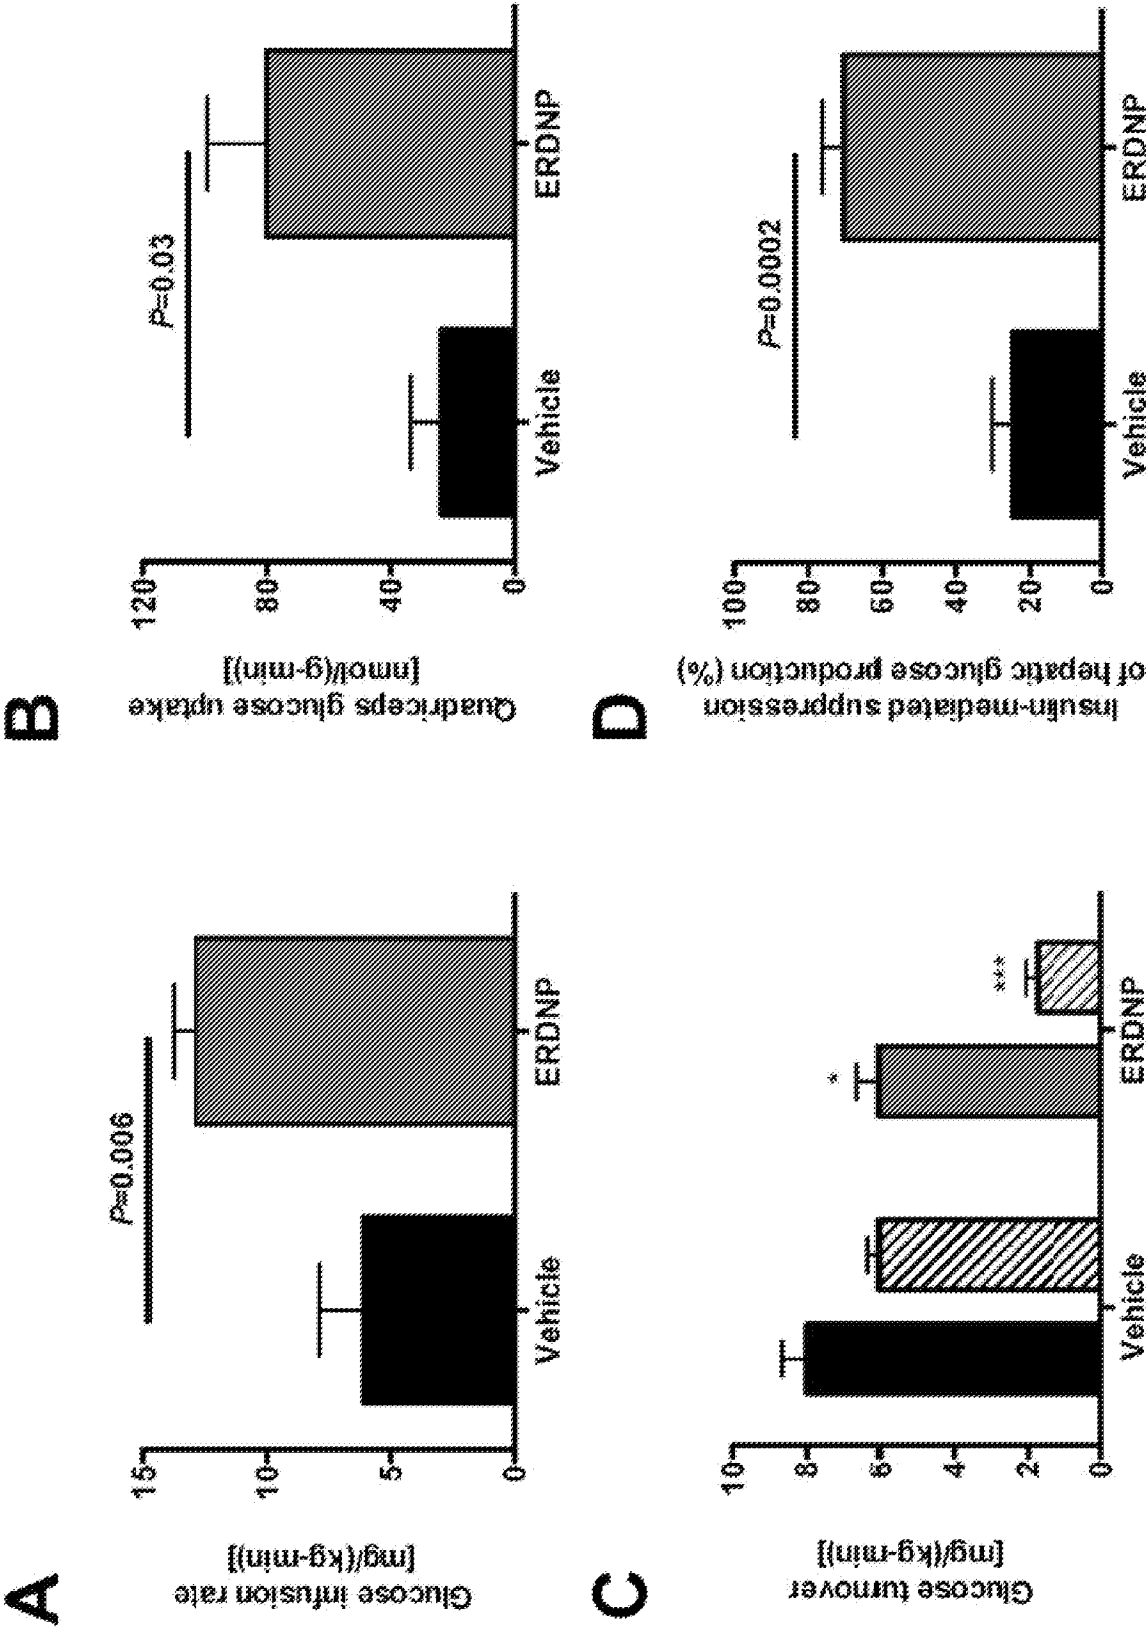 A
Glucose infusion rate
[mg/(kg-min)]
15
10
5
0
P=0.006
Vehicle
ERDNP
B
Quadriceps glucose uptake
[nmol/(g-min)]
120
80
40
0
P=0.03
Vehicle
ERDNP
C
Glucose turnover
[mg/(kg-min)]
10
8
6
4
2
0
*
***
Vehicle
ERDNP
D
Insulin-mediated suppression
of hepatic glucose production (%)
100
80
60
40
20
0
P=0.0002
Vehicle
ERDNP